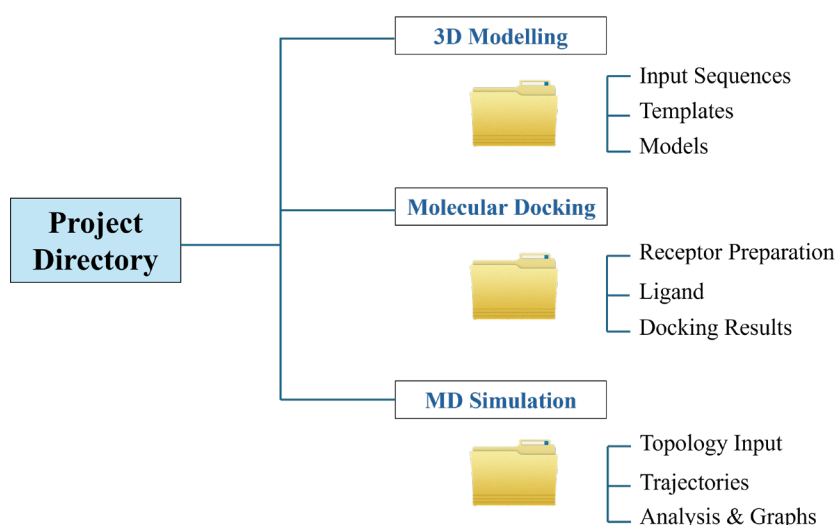 3D Modelling
Input Sequences
Templates
Models
Project
Directory
Molecular Docking
Receptor Preparation
Ligand
Docking Results
MD Simulation
Topology Input
Trajectories
Analysis & Graphs